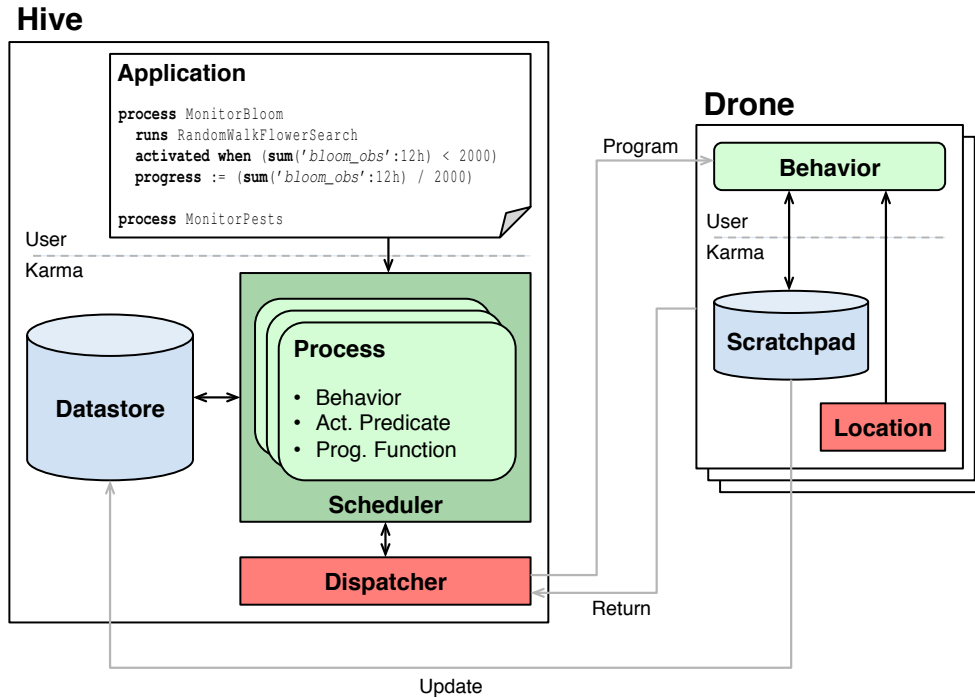 Hive
Application
process MonitorBloom
runs RandomWalkFlowerSearch
activated when (sum('bloom_obs':12h) < 2000)
progress := (sum('bloom_obs':12h) / 2000)
process MonitorPests
User
Karma
Datastore
Process
• Behavior
• Act. Predicate
• Prog. Function
Scheduler
Dispatcher
Program
Return
Update
Drone
Behavior
User
Karma
Scratchpad
Location